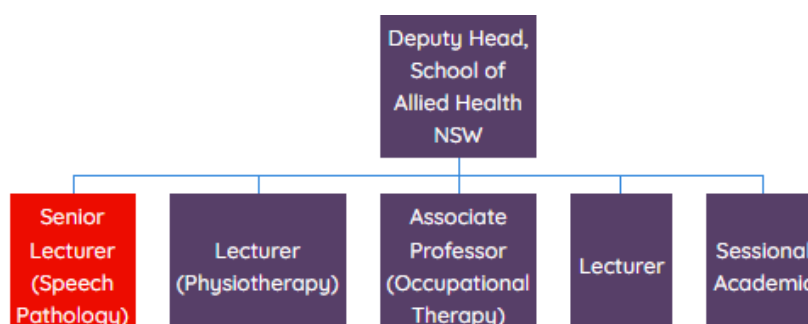 Deputy Head,
School of
Allied Health
NSW
Senior
Lecturer
(Speech
Pathology)
Lecturer
(Physiotherapy)
Associate
Professor
(Occupational
Therapy)
Lecturer
Sessional
Academic